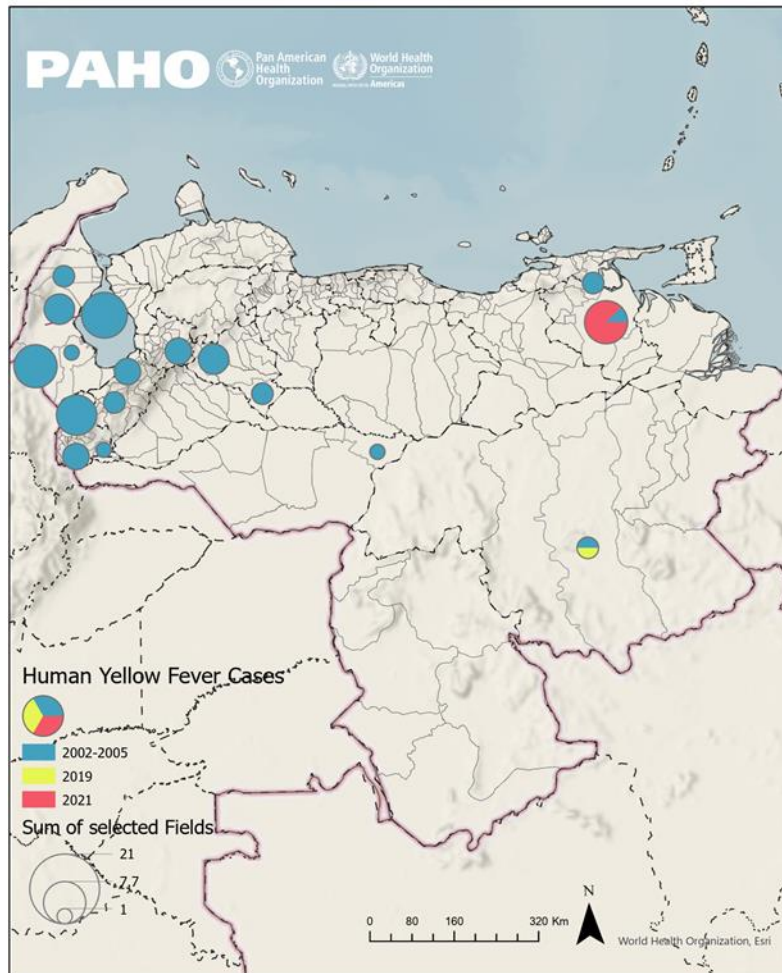 PAHO
Pan American
Health
Organization
World Health
Organization
Americas
Human Yellow Fever Cases
2002-2005
2019
2021
Sum of selected Fields
21
7.7
1
N
0 80 160 320 Km
World Health Organization, Esri